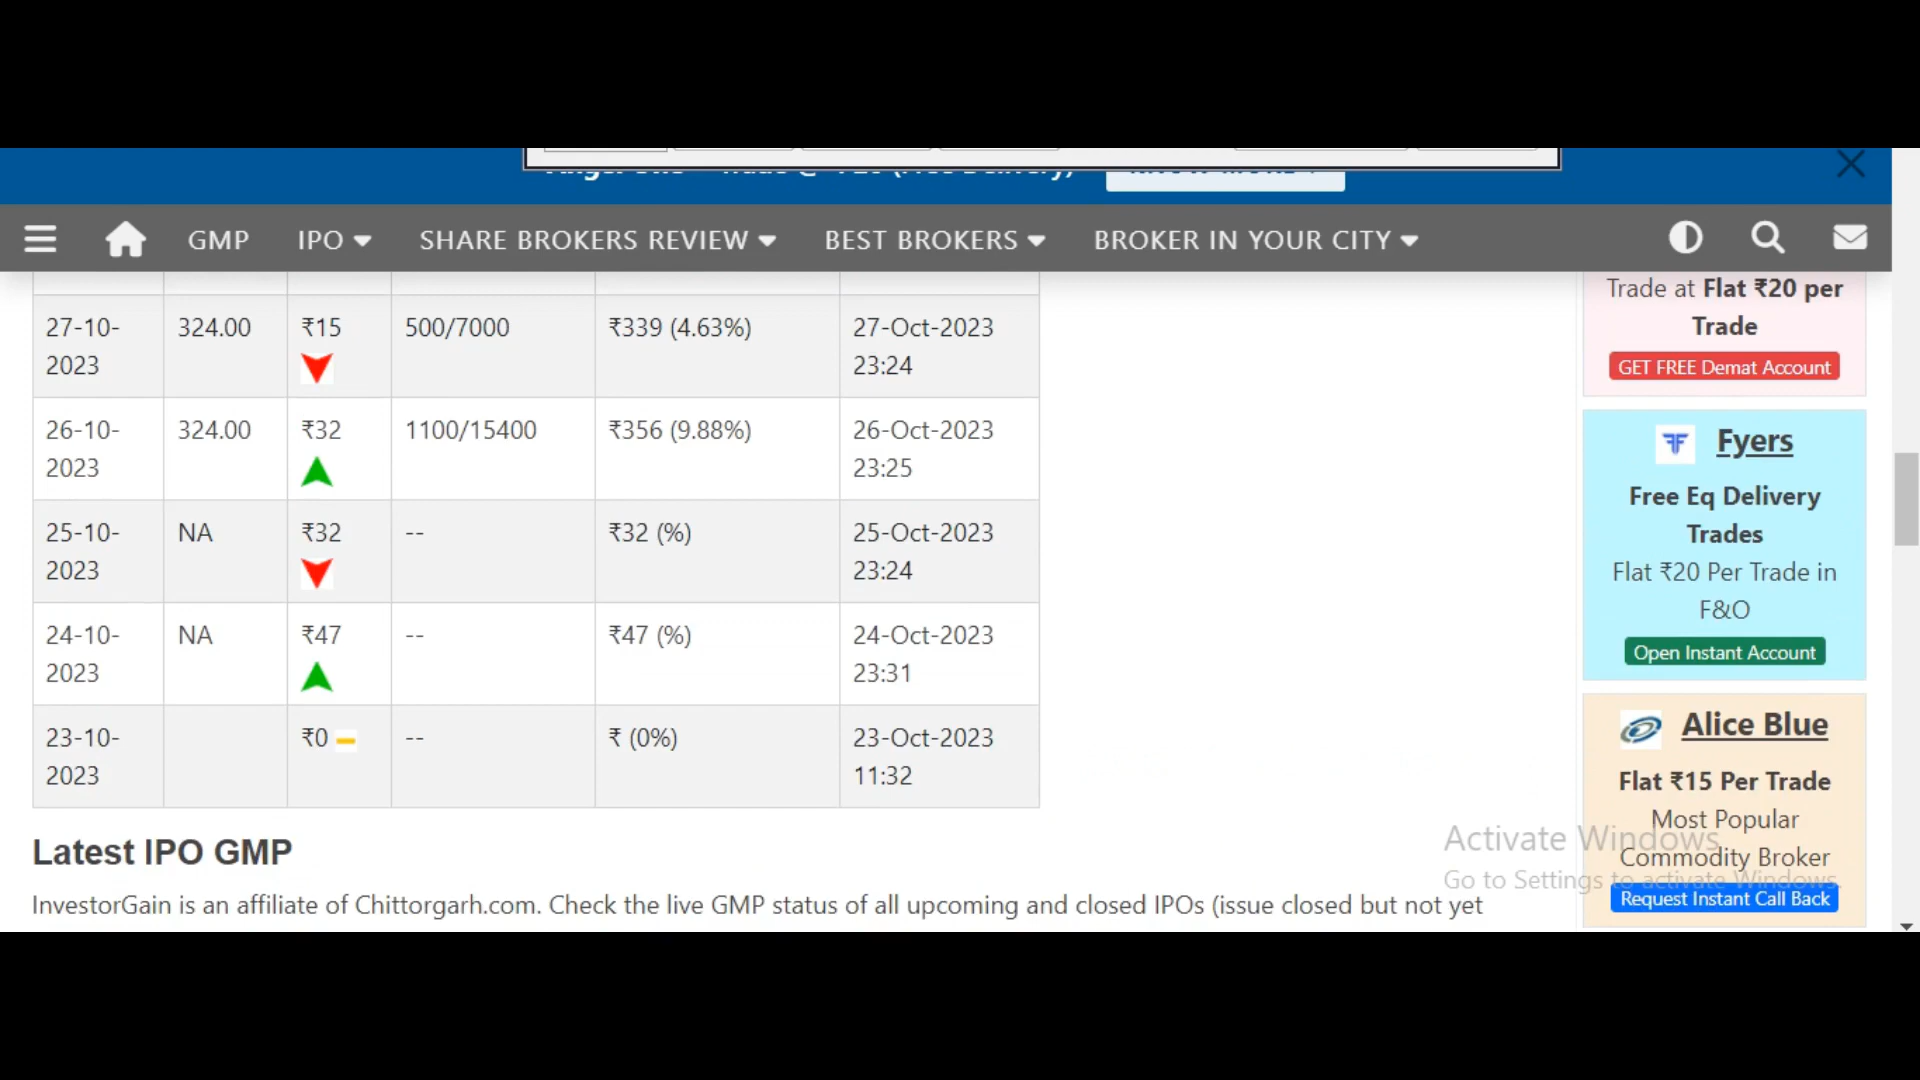 GMP IPO SHARE BROKERS REVIEW BEST BROKERS BROKER IN YOUR CITY
27-10-2023 324.00 ₹15 500/7000 ₹339 (4.63%) 27-Oct-2023 23:24
26-10-2023 324.00 ₹32 1100/15400 ₹356 (9.88%) 26-Oct-2023 23:25
25-10-2023 NA ₹32 -- ₹32 (%) 25-Oct-2023 23:24
24-10-2023 NA ₹47 -- ₹47 (%) 24-Oct-2023 23:31
23-10-2023 ₹0 -- ₹ (0%) 23-Oct-2023 11:32
Latest IPO GMP
InvestorGain is an affiliate of Chittorgarh.com. Check the live GMP status of all upcoming and closed IPOs (issue closed but not yet
Trade at Flat ₹20 per
Trade
GET FREE Demat Account
Fyers
Free Eq Delivery
Trades
Flat ₹20 Per Trade in
F&O
Open Instant Account
Alice Blue
Flat ₹15 Per Trade
Most Popular
Commodity Broker
Request Instant Call Back
Activate Windows
Go to Settings to activate Windows.